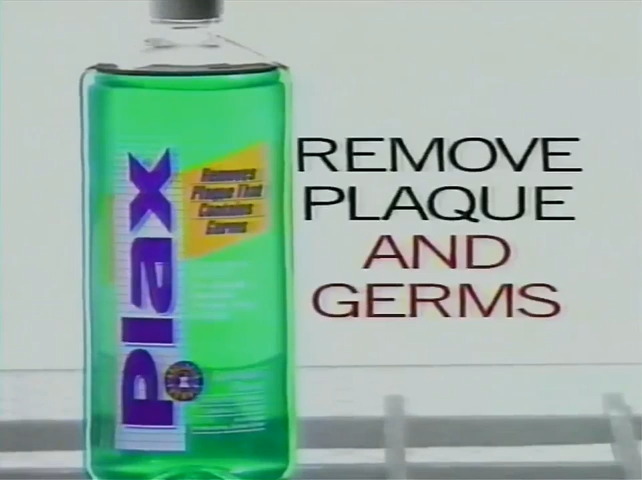 Plax
Removes
Plaque That
Contains
Germs
REMOVE
PLAQUE
AND
GERMS